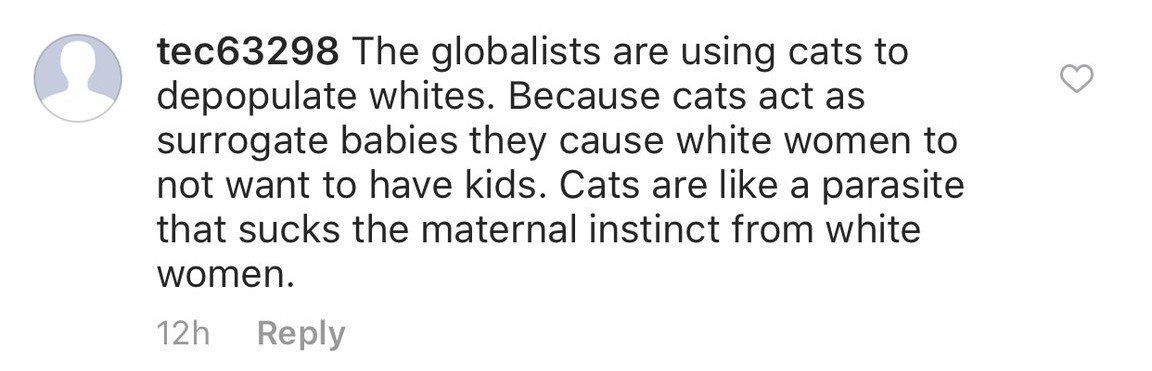 tec63298 The globalists are using cats to
depopulate whites. Because cats act as
surrogate babies they cause white women to
not want to have kids. Cats are like a parasite
that sucks the maternal instinct from white
women.
12h Reply